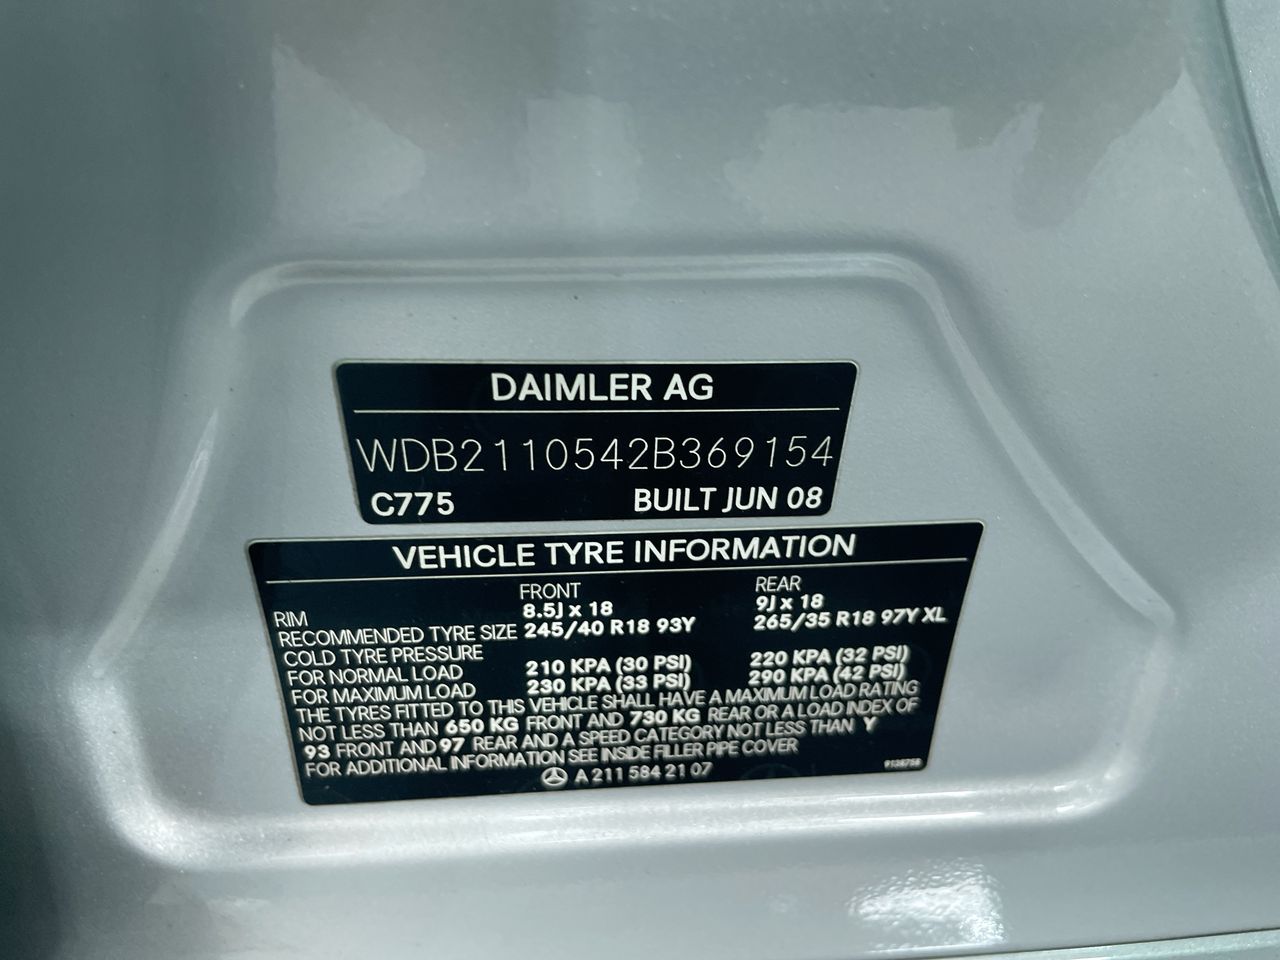 DAIMLER AG
WDB2110542B369154
C775 BUILT JUN 08
VEHICLE TYRE INFORMATION
FRONT REAR
RIM 8.5J x 18 9J x 18
RECOMMENDED TYRE SIZE 245/40 R18 93Y 265/35 R18 97Y XL
COLD TYRE PRESSURE
FOR NORMAL LOAD 210 KPA (30 PSI) 220 KPA (32 PSI)
FOR MAXIMUM LOAD 230 KPA (33 PSI) 290 KPA (42 PSI)
THE TYRES FITTED TO THIS VEHICLE SHALL HAVE A MAXIMUM LOAD RATING
NOT LESS THAN 650 KG FRONT AND 730 KG REAR OR A LOAD INDEX OF
93 FRONT AND 97 REAR AND A SPEED CATEGORY NOT LESS THAN Y
FOR ADDITIONAL INFORMATION SEE INSIDE FILLER PIPE COVER
A 211 584 21 07
9138758